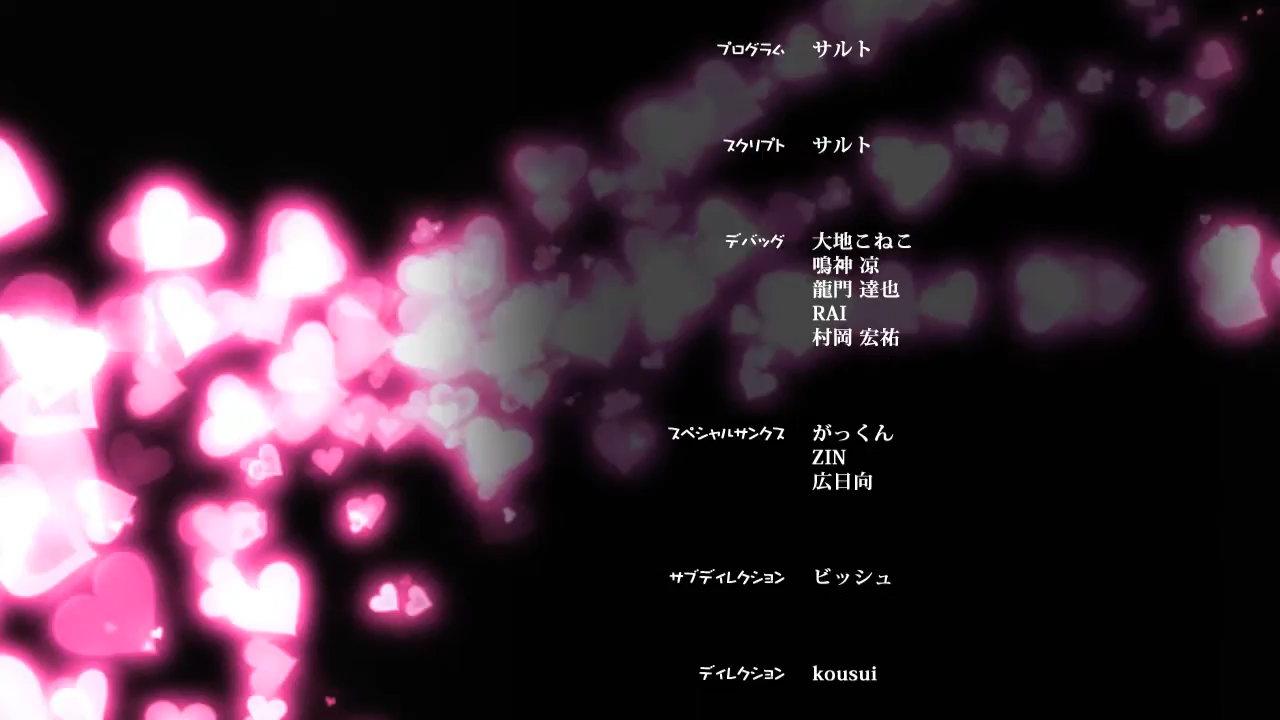 プログラム サルト
スクリプト サルト
デバッグ 大地こねこ
鳴神 凉
龍門 達也
RAI
村岡 宏祐
スペシャルサンクス がっくん
ZIN
広日向
サブディレクション ビッシュ
ディレクション kousui